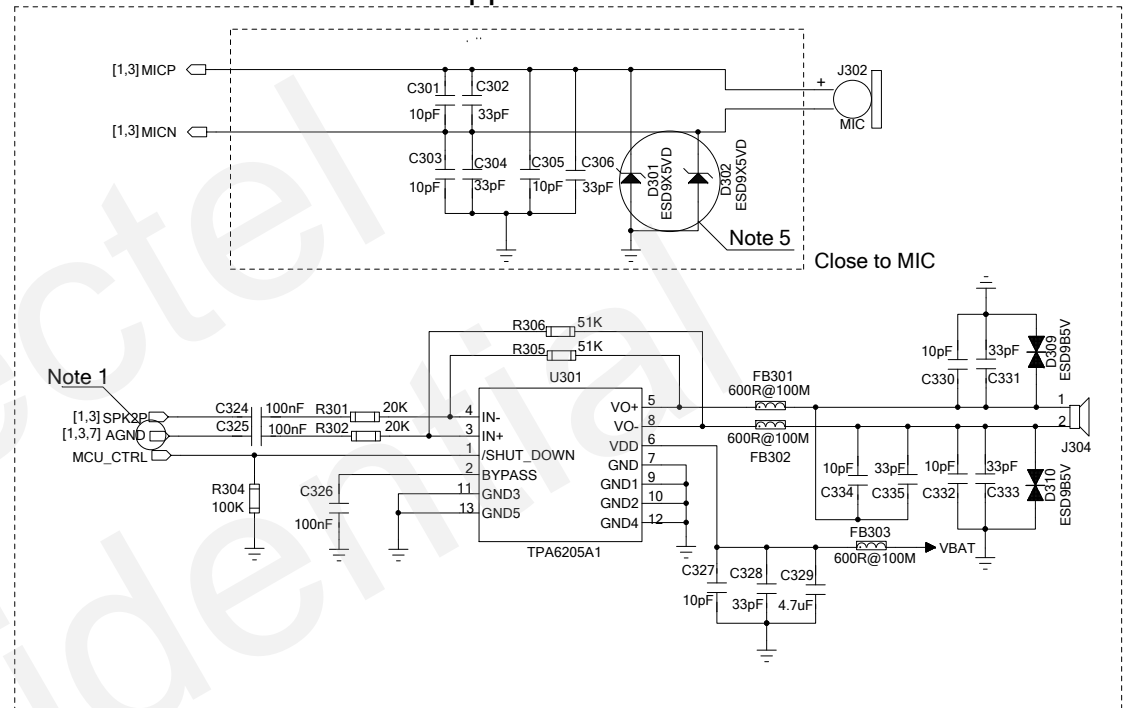 [1,3] MICP
[1,3] MICN
C301
10pF
C302
33pF
C303
10pF
C304
33pF
C305
10pF
C306
33pF
D301
ESD9X5VD
D302
ESD9X5VD
J302
+
MIC
Note 5
Close to MIC
Note 1
[1,3] SPK2P
[1,3,7] AGND
MCU_CTRL
C324
100nF
C325
100nF
R301
20K
R302
20K
R304
100K
C326
100nF
R306
51K
R305
51K
U301
4
IN-
3
IN+
1
/SHUT_DOWN
2
BYPASS
11
GND3
13
GND5
VO+
5
VO-
8
VDD
6
GND
7
GND1
9
GND2
10
GND4
12
TPA6205A1
FB301
600R@100M
600R@100M
FB302
FB303
600R@100M
VBAT
C327
10pF
C328
33pF
C329
4.7uF
10pF
C330
33pF
C331
D309
ESD9B5V
10pF
C334
33pF
C335
10pF
C332
33pF
C333
D310
ESD9B5V
1
2
J304